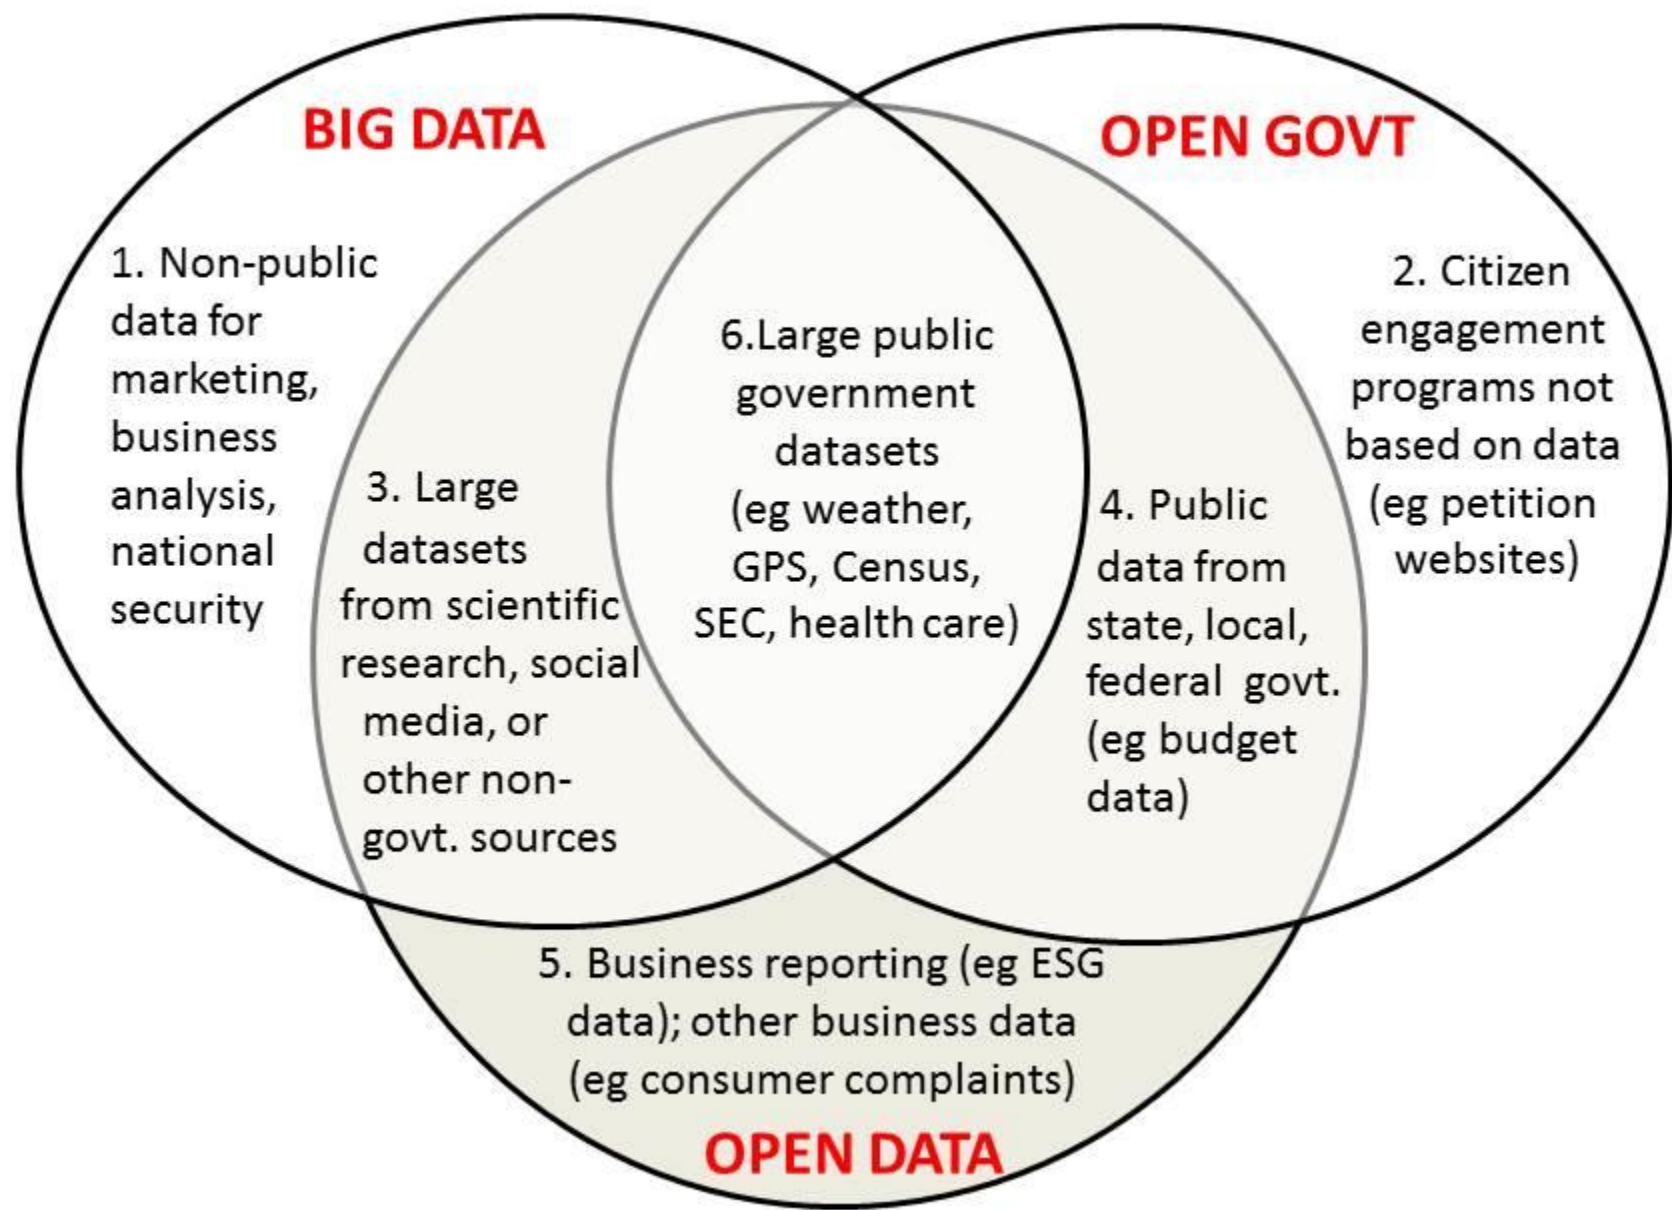 BIG DATA
OPEN GOVT
1. Non-public
data for
marketing,
business
analysis,
national
security
2. Citizen
engagement
programs not
based on data
(eg petition
websites)
3. Large
datasets
from scientific
research, social
media, or
other non-
govt. sources
6.Large public
government
datasets
(eg weather,
GPS, Census,
SEC, health care)
4. Public
data from
state, local,
federal govt.
(eg budget
data)
5. Business reporting (eg ESG
data); other business data
(eg consumer complaints)
OPEN DATA